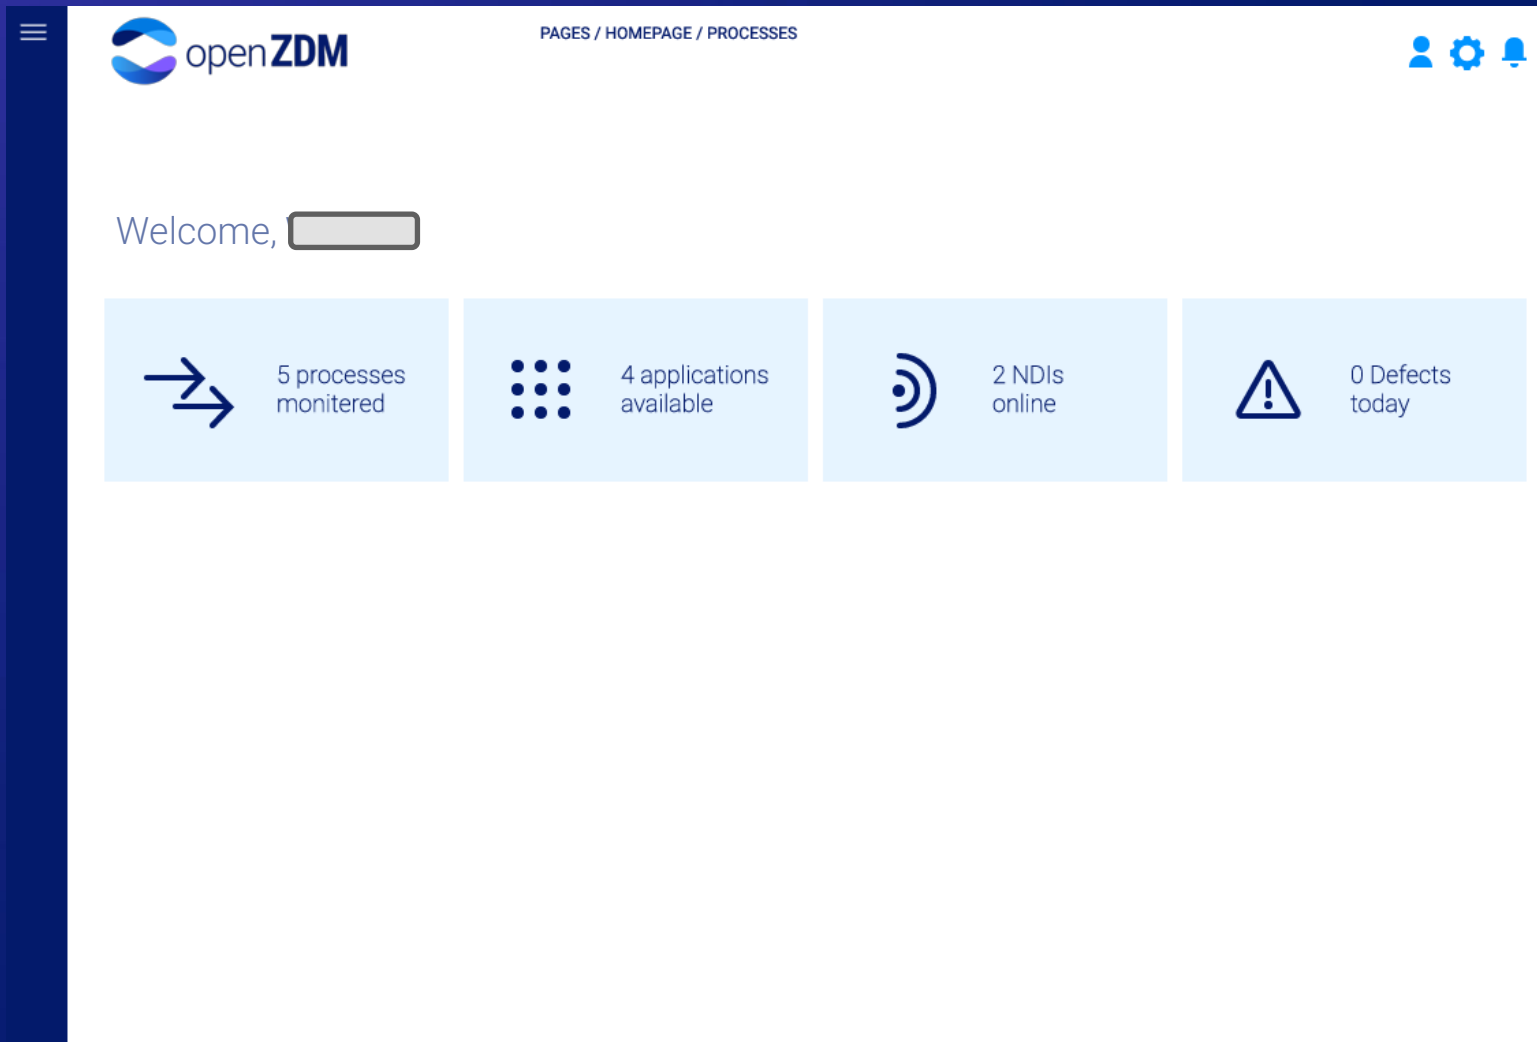 openZDM
PAGES / HOMEPAGE / PROCESSES
Welcome,
5 processes
monitered
4 applications
available
2 NDIs
online
0 Defects
today